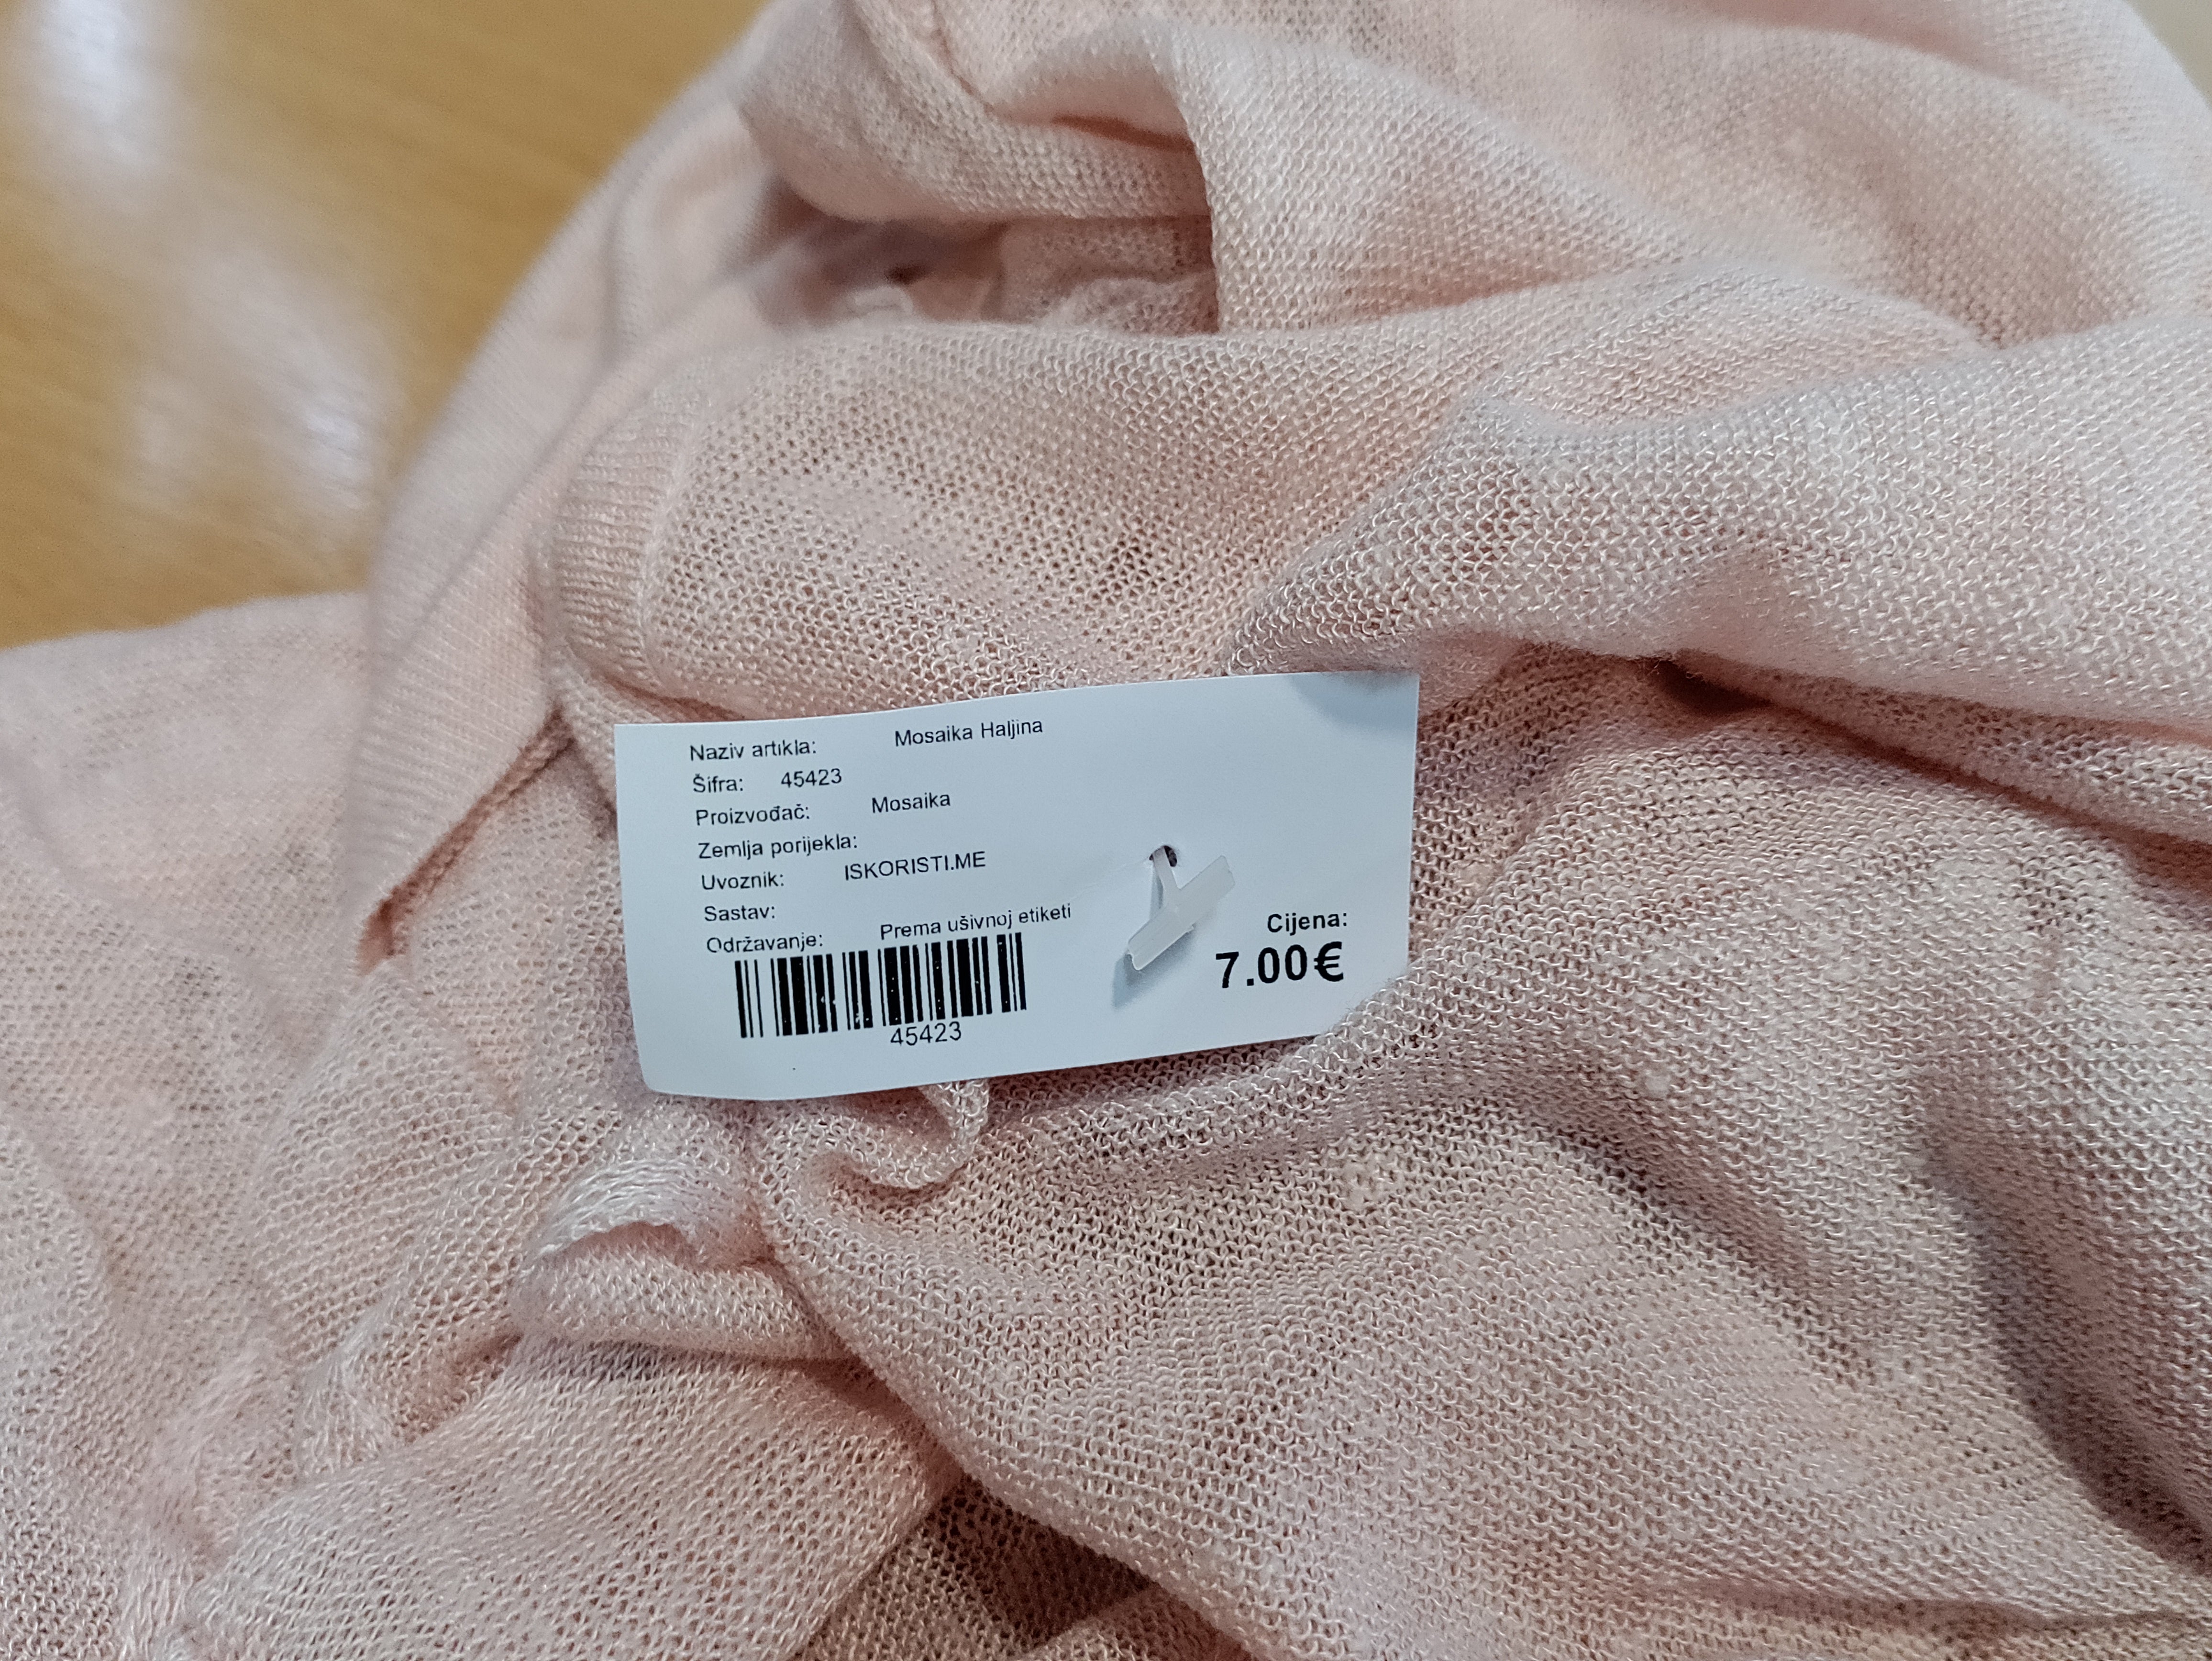 Naziv artikla: Mosaika Haljina
Šifra: 45423
Proizvođač: Mosaika
Zemlja porijekla:
Uvoznik: ISKORISTI.ME
Sastav:
Održavanje: Prema ušivnoj etiketi
45423
Cijena:
7.00€